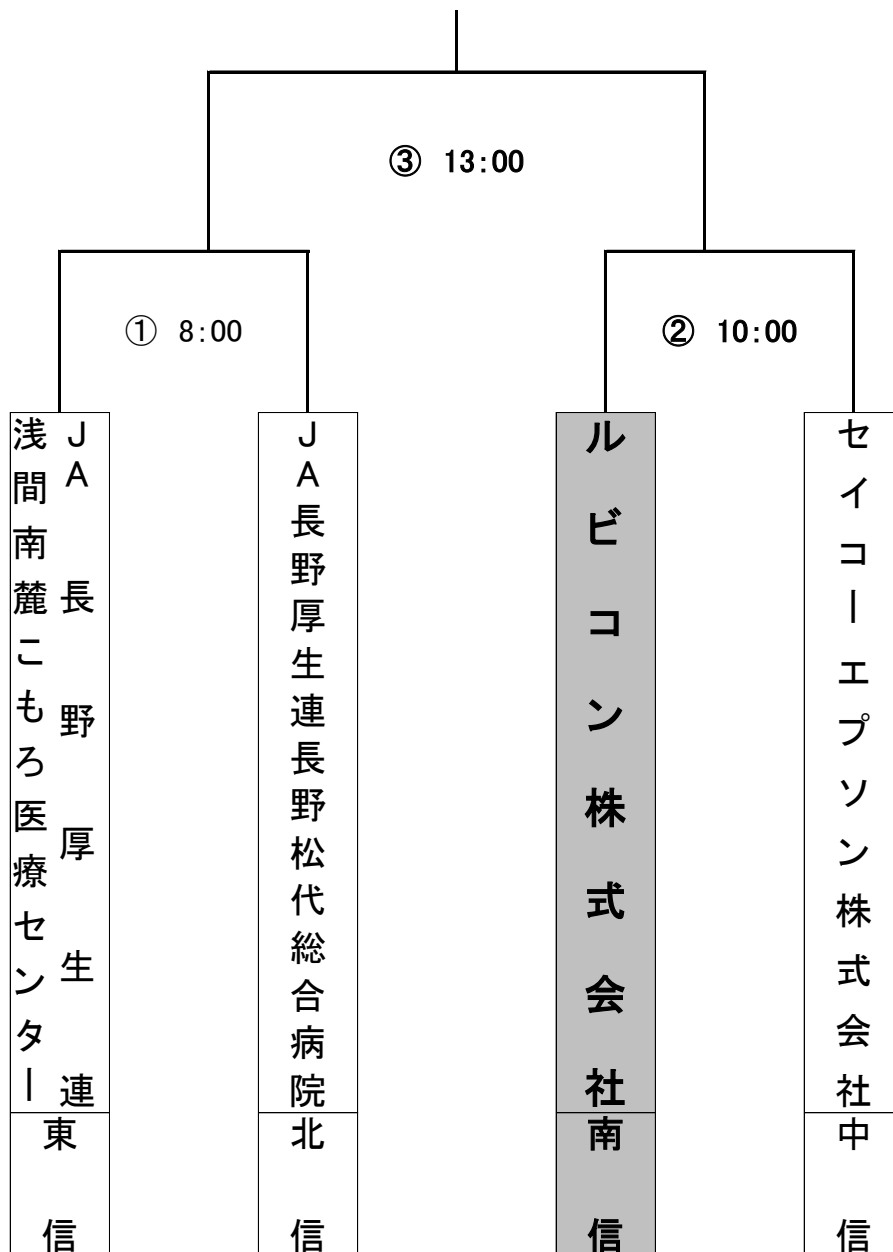 ③ 13:00
① 8:00
② 10:00
JA長野厚生連
浅間南麓こもろ医療センター
東信
JA長野厚生連長野松代総合病院
北信
ルビコン株式会社
南信
セイコーエプソン株式会社
中信